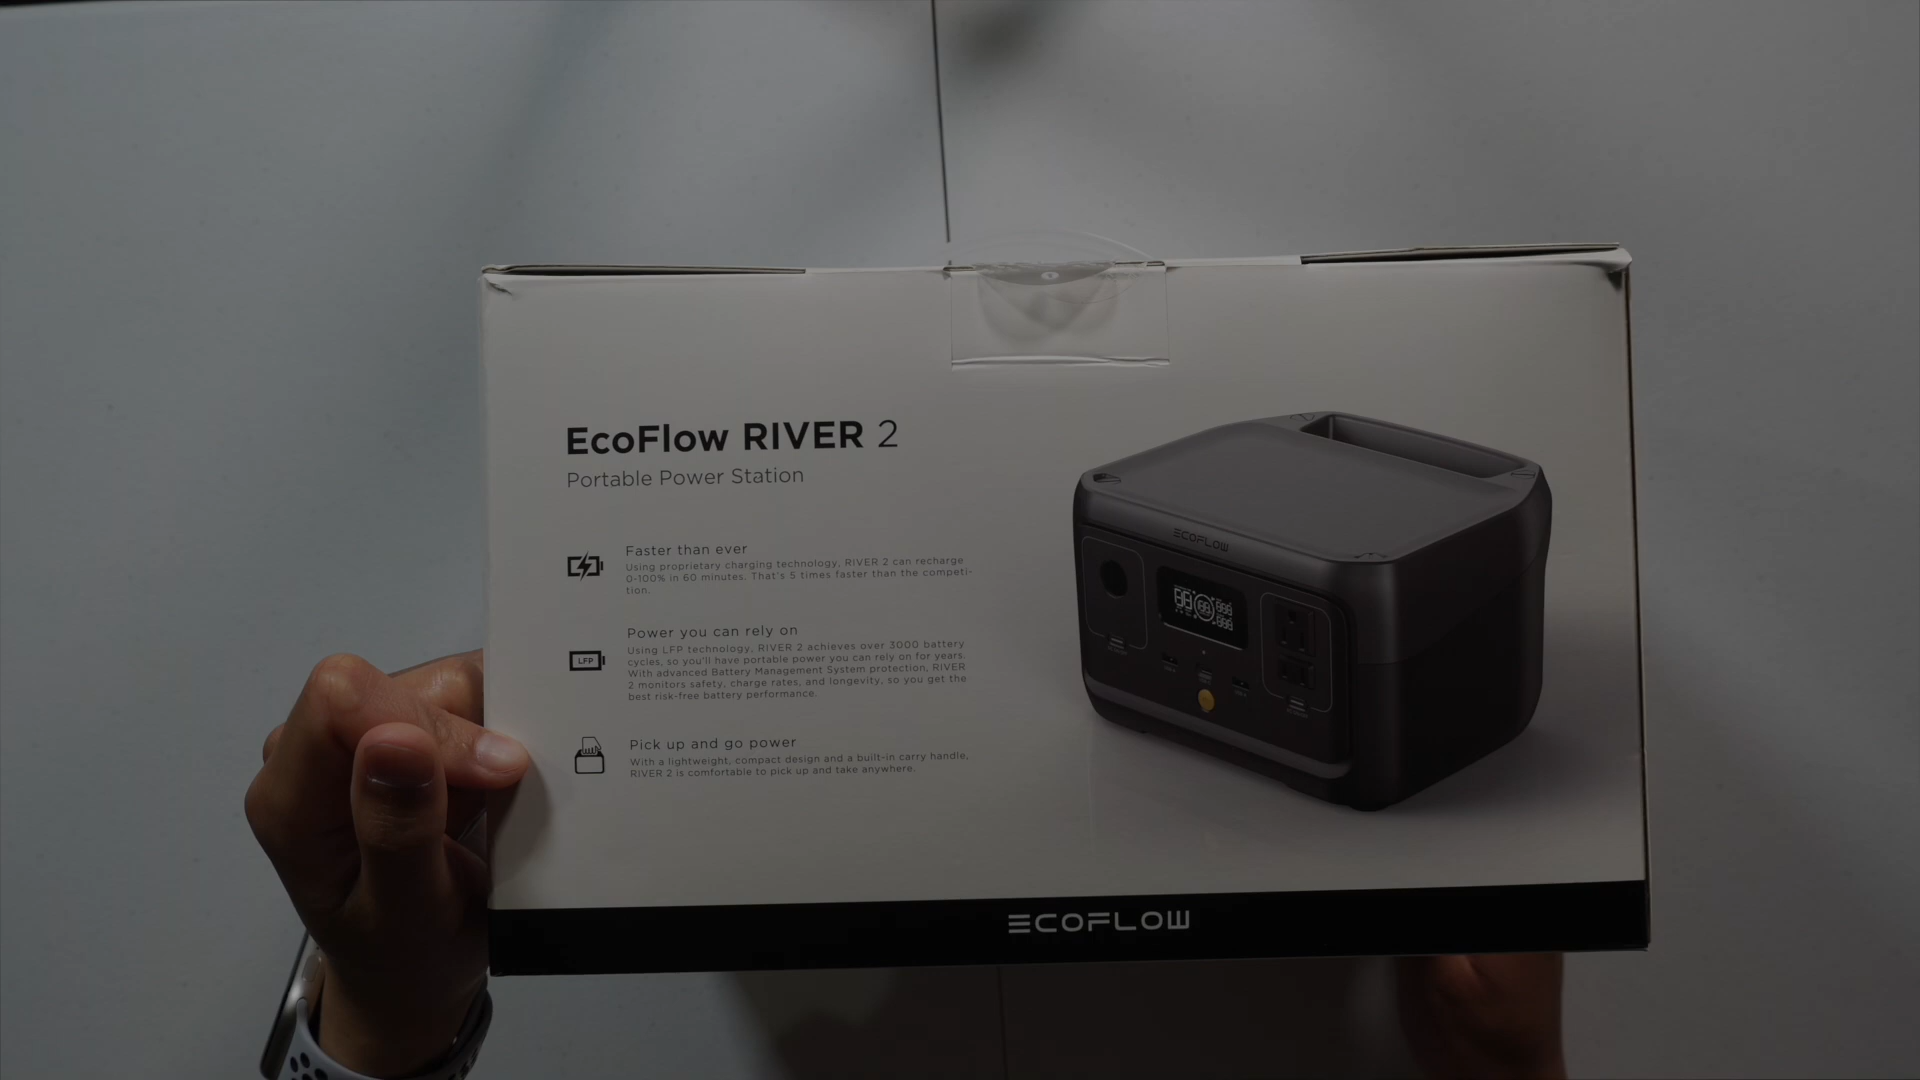 EcoFlow RIVER 2
Portable Power Station
Faster than ever
Using proprietary charging technology, RIVER 2 can recharge
0-100% in 60 minutes. That's 5 times faster than the competi-
tion.
LFP
Power you can rely on
Using LFP technology, RIVER 2 achieves over 3000 battery
cycles, so you'll have portable power you can rely on for years.
With advanced Battery Management System protection, RIVER
2 monitors safety, charge rates, and longevity, so you get the
best risk-free battery performance.
Pick up and go power
With a lightweight, compact design and a built-in carry handle,
RIVER 2 is comfortable to pick up and take anywhere.
ECOFLOW
ECOFLOW